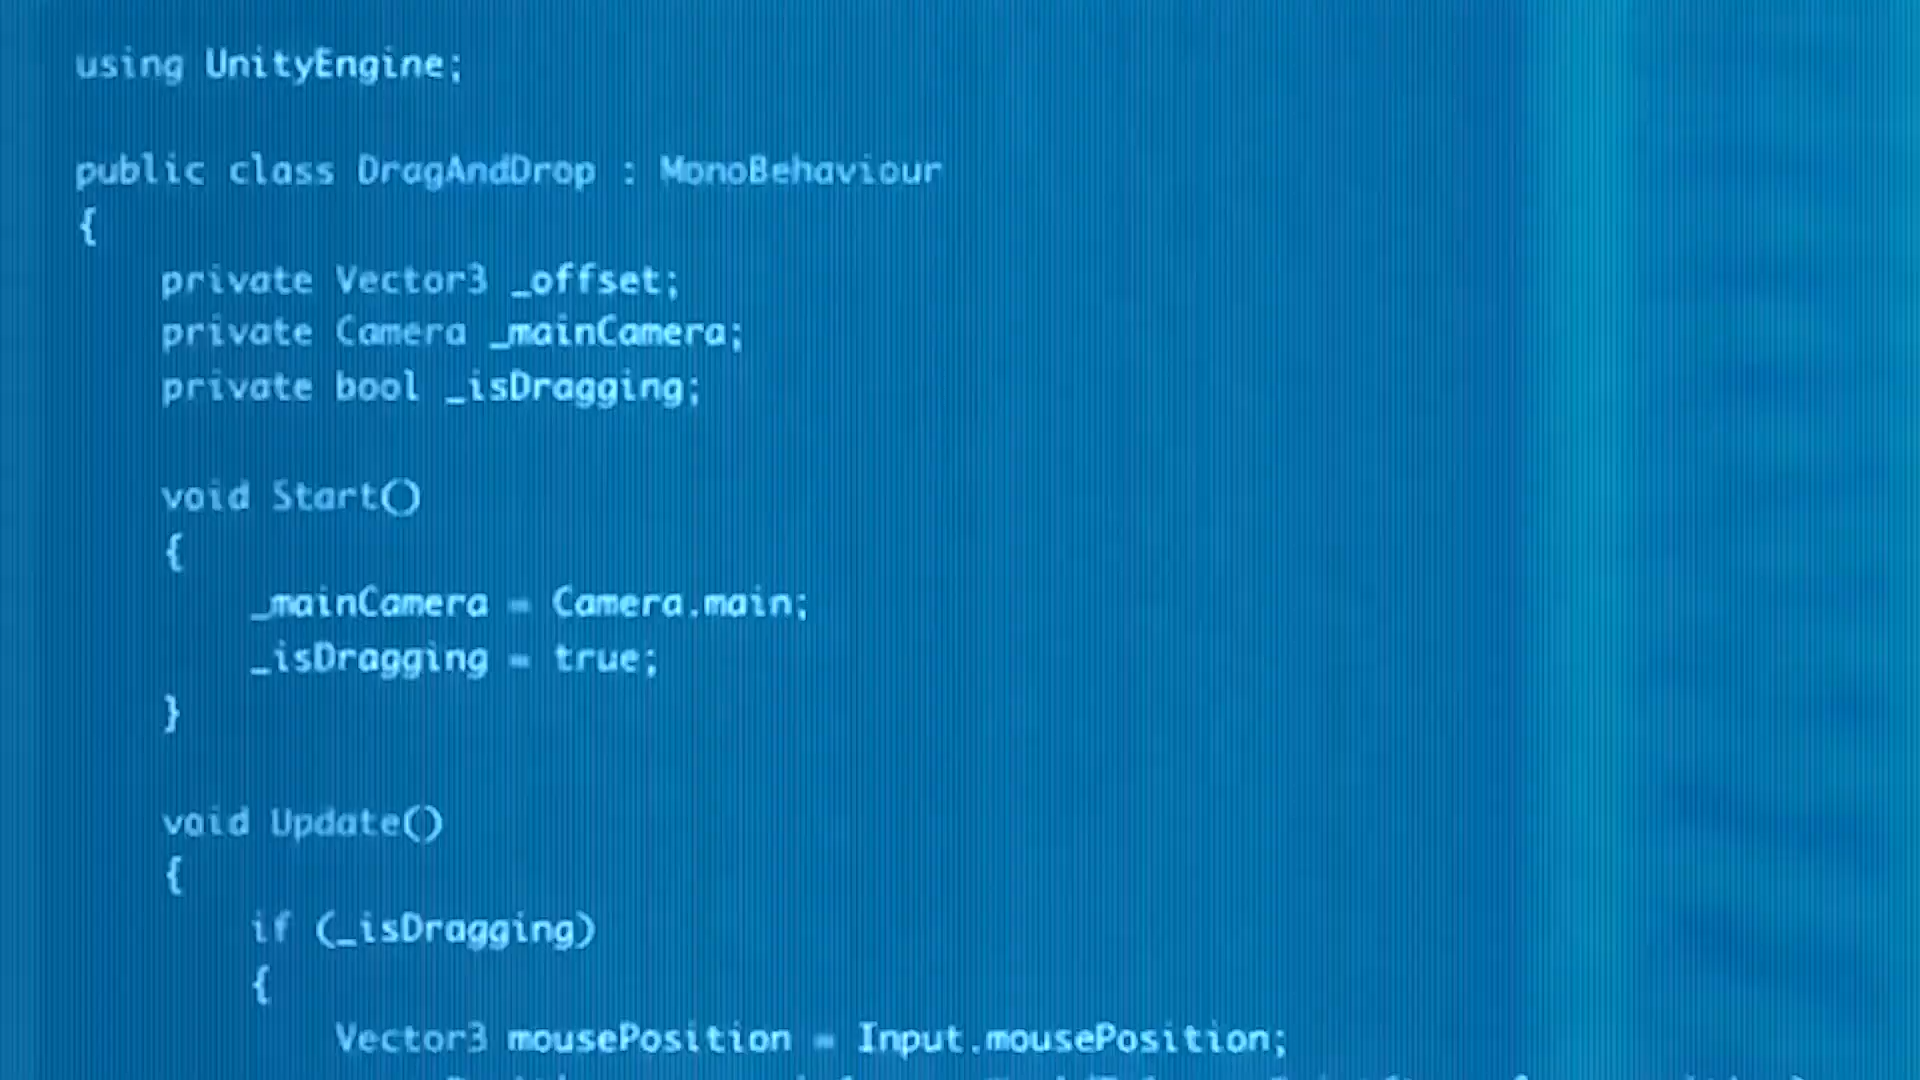 using UnityEngine;
public class DragAndDrop : MonoBehaviour
{
    private Vector3 _offset;
    private Camera _mainCamera;
    private bool _isDragging;
    void Start()
    {
        _mainCamera = Camera.main;
        _isDragging = true;
    }
    void Update()
    {
        if (_isDragging)
        {
            Vector3 mousePosition = Input.mousePosition;